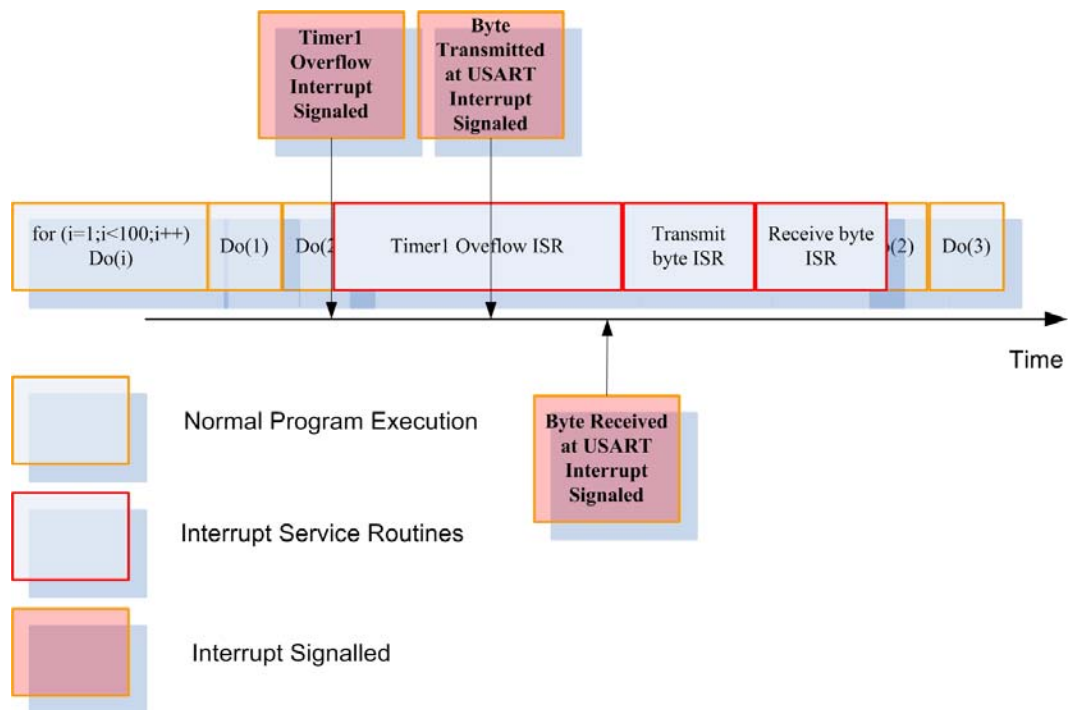 Timer1
Overflow
Interrupt
Signaled
Byte
Transmitted
at USART
Interrupt
Signaled
for (i=1;i<100;i++)
Do(i)
Do(1)
Do(2
Timer1 Oveflow ISR
Transmit
byte ISR
Receive byte
ISR
(2)
Do(3)
Time
Byte Received
at USART
Interrupt
Signaled
Normal Program Execution
Interrupt Service Routines
Interrupt Signalled